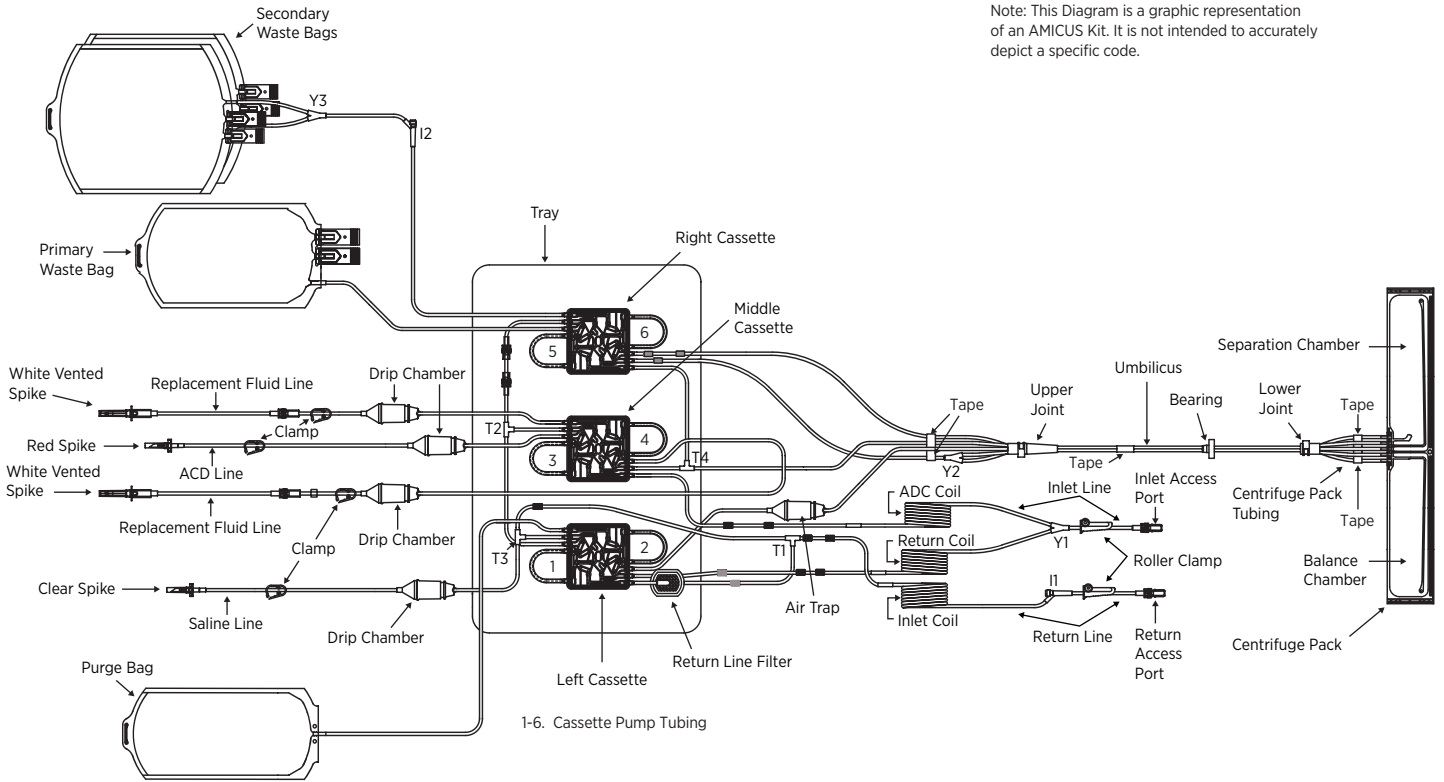 Secondary
Waste Bags
Note: This Diagram is a graphic representation
of an AMICUS Kit. It is not intended to accurately
depict a specific code.
Y3
I2
Primary
Waste Bag
Tray
Right Cassette
6
5
Middle
Cassette
White Vented
Spike
Replacement Fluid Line
Drip Chamber
Clamp
Red Spike
ACD Line
T2
4
3
T4
White Vented
Spike
Replacement Fluid Line
Drip Chamber
Clamp
T3
2
1
Clear Spike
Saline Line
Drip Chamber
Left Cassette
Return Line Filter
Purge Bag
1-6. Cassette Pump Tubing
Tape
Y2
Upper
Joint
Tape
Umbilicus
Bearing
Lower
Joint
Tape
Centrifuge Pack
Tubing
Tape
Separation Chamber
Balance
Chamber
Centrifuge Pack
ADC Coil
Inlet Line
Inlet Access
Port
Return Coil
T1
Y1
Roller Clamp
Air Trap
Inlet Coil
I1
Return Line
Return
Access
Port